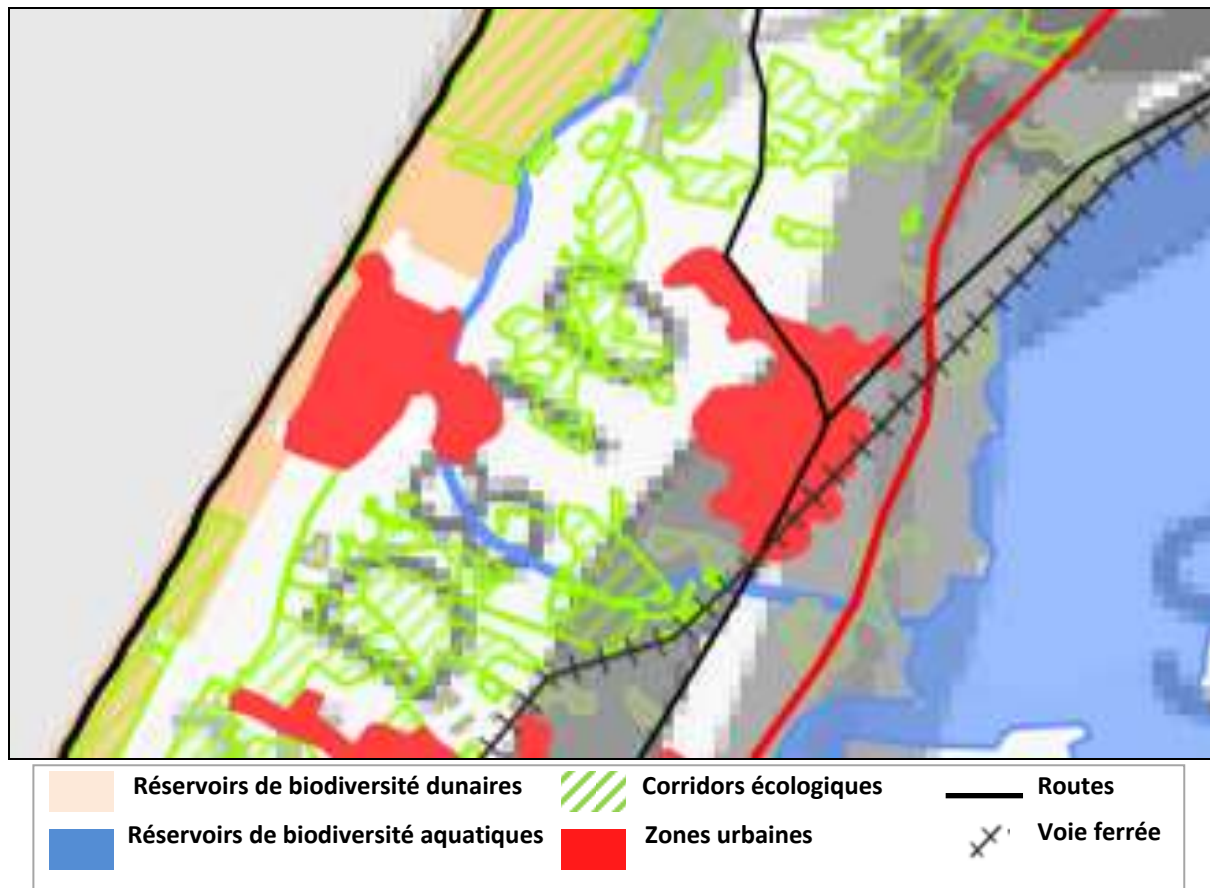 Réservoirs de biodiversité dunaires
Corridors écologiques
Routes
Réservoirs de biodiversité aquatiques
Zones urbaines
Voie ferrée